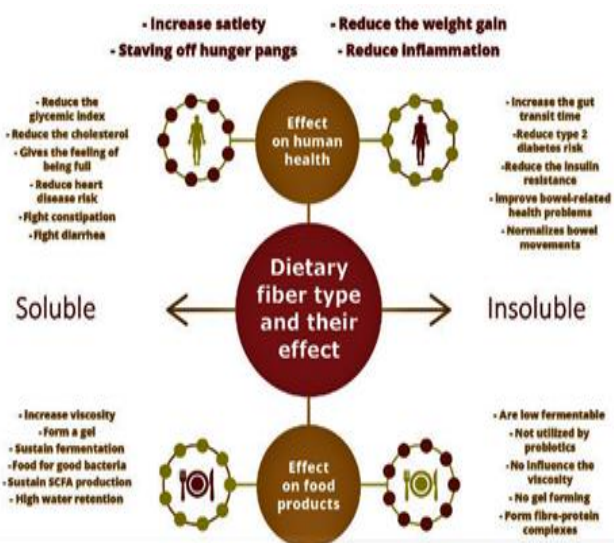 - Increase satiety
- Staving off hunger pangs
- Reduce the weight gain
- Reduce inflammation
- Reduce the
glycemic index
- Reduce the cholesterol
- Gives the feeling of
being full
- Reduce heart
disease risk
- Fight constipation
- Fight diarrhea
Effect
on human
health
- Increase the gut
transit time
-Reduce type 2
diabetes risk
-Reduce the insulin
resistance
- Improve bowel-related
health problems
- Normalizes bowel
movements
Soluble
Dietary
fiber type
and their
effect
Insoluble
- Increase viscosity
- Form a gel
- Sustain fermentation
-Food for good bacteria
- Sustain SCFA production
- High water retention
Effect
on food
products
- Are low fermentable
- Not utilized by
probiotics
- No influence the
viscosity
- No gel forming
- Form fibre-protein
complexes